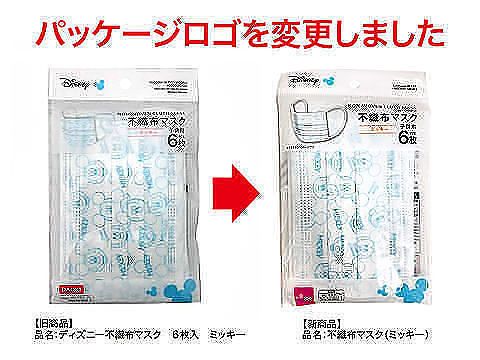 パッケージロゴを変更しました
Disney
不織布マスク
子供用
6枚
DAISO
Disney
不織布マスク
子供用
6枚
【旧商品】
品名:ディズニー不織布マスク 6枚入 ミッキー
【新商品】
品名:不織布マスク(ミッキー)